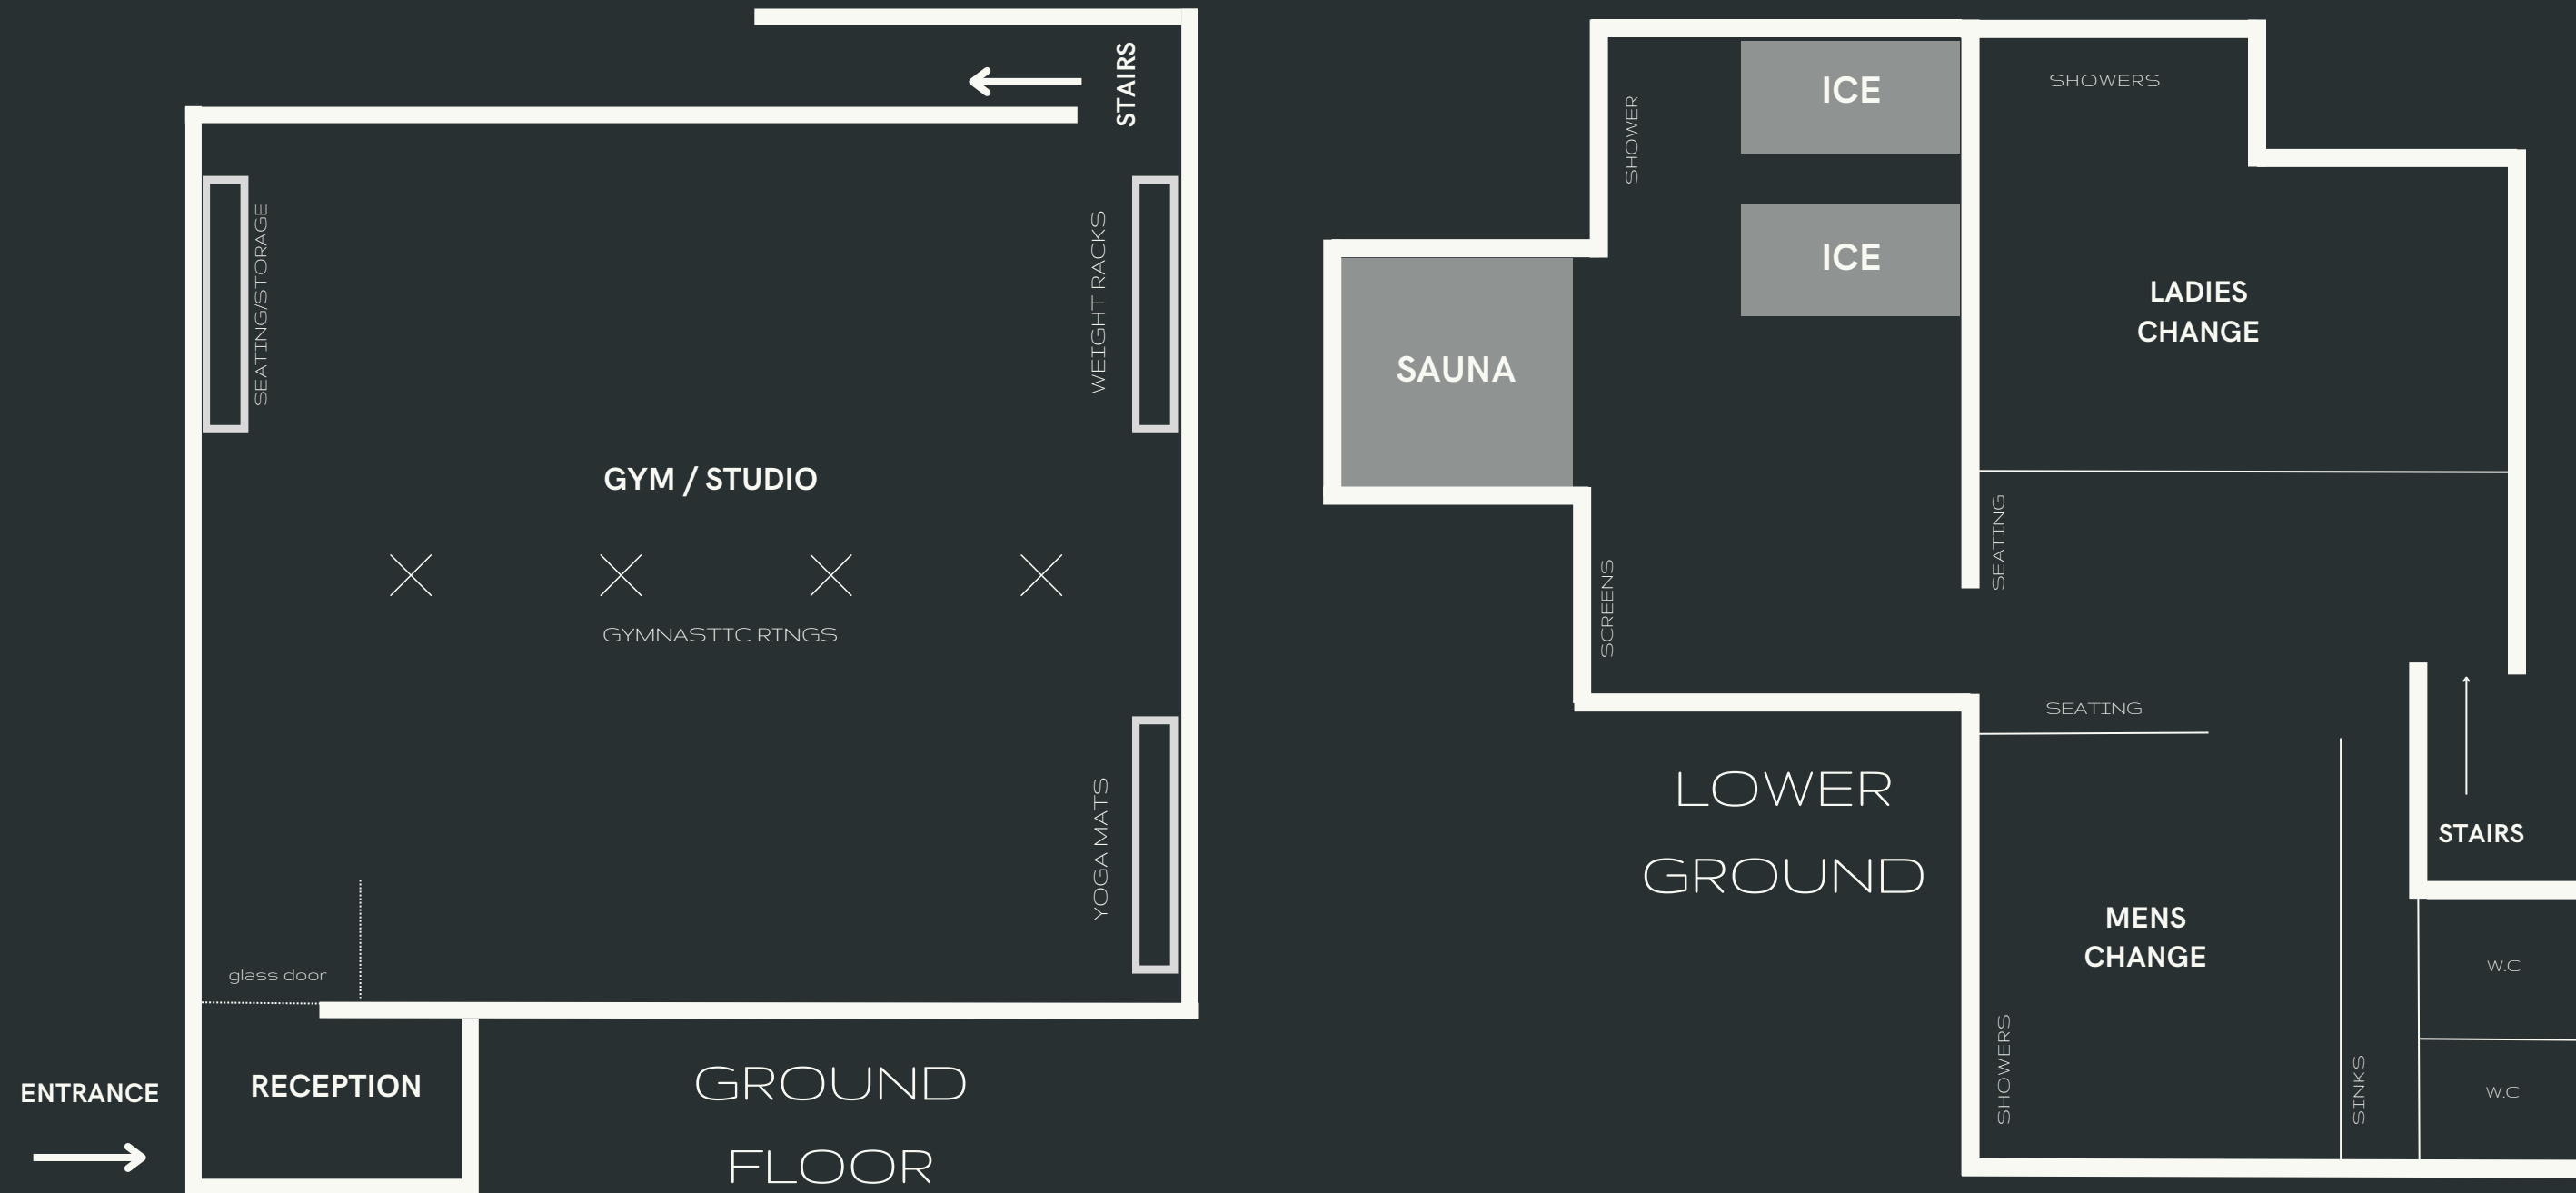 STAIRS
SEATING/STORAGE
WEIGHT RACKS
GYM / STUDIO
GYMNASTIC RINGS
YOGA MATS
glass door
RECEPTION
ENTRANCE
GROUND
FLOOR
SHOWER
ICE
ICE
SHOWERS
LADIES
CHANGE
SAUNA
SCREENS
SEATING
SEATING
LOWER
GROUND
STAIRS
MENS
CHANGE
SHOWERS
SINKS
W.C
W.C